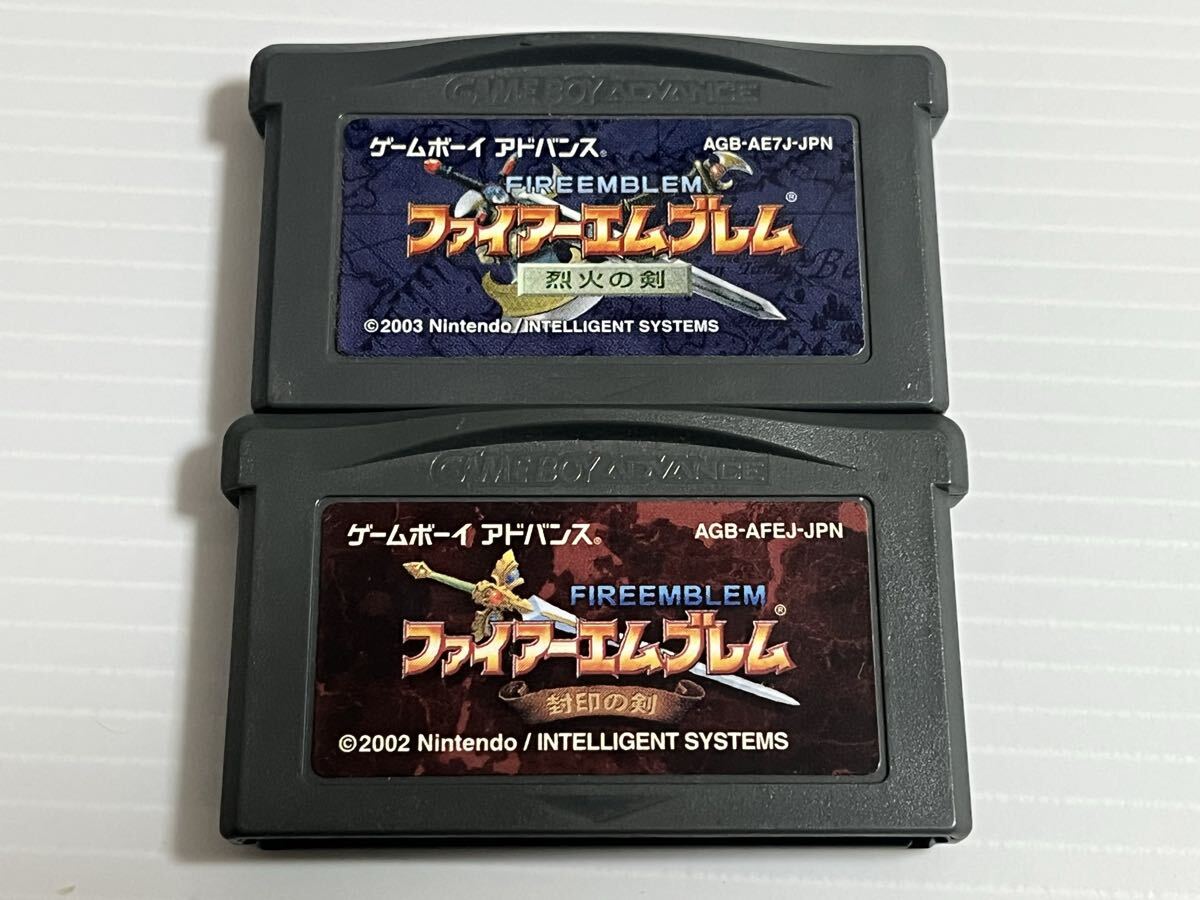 GAME BOY ADVANCE
ゲームボーイ アドバンス® AGB-AE7J-JPN
FIREEMBLEM
ファイアーエムブレム®
烈火の剣
©2003 Nintendo/INTELLIGENT SYSTEMS
GAME BOY ADVANCE
ゲームボーイ アドバンス® AGB-AFEJ-JPN
FIREEMBLEM
ファイアーエムブレム®
封印の剣
©2002 Nintendo / INTELLIGENT SYSTEMS